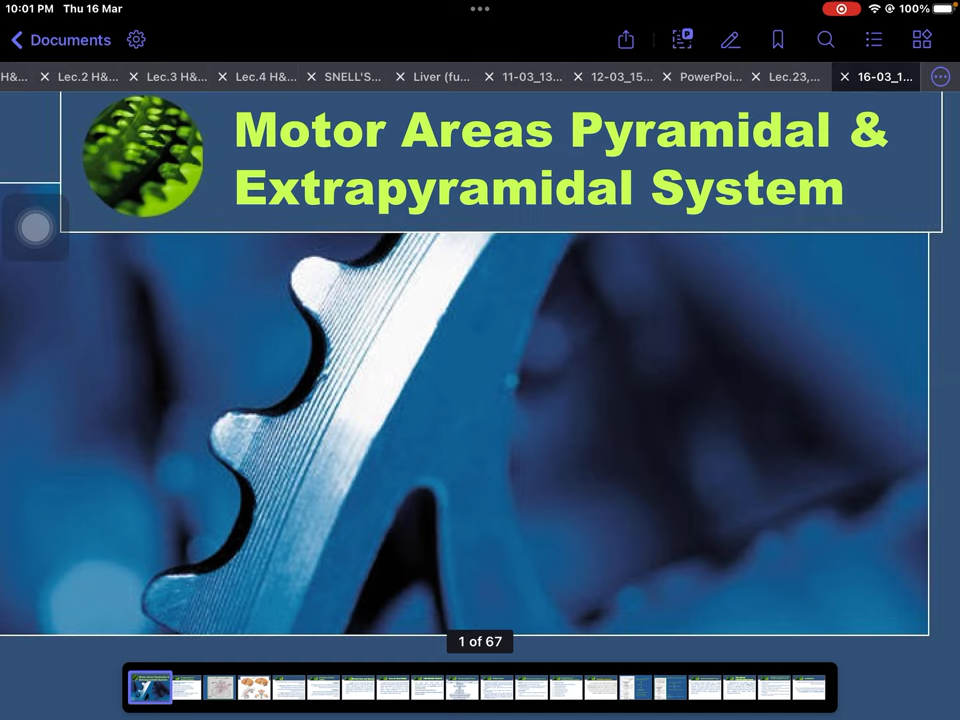 10:01 PM Thu 16 Mar
100%
Documents
H&... Lec.2 H&... Lec.3 H&... Lec.4 H&... SNELL'S... Liver (fu... 11-03_13... 12-03_15... PowerPoi... Lec.23,... 16-03_1...
Motor Areas Pyramidal &
Extrapyramidal System
1 of 67